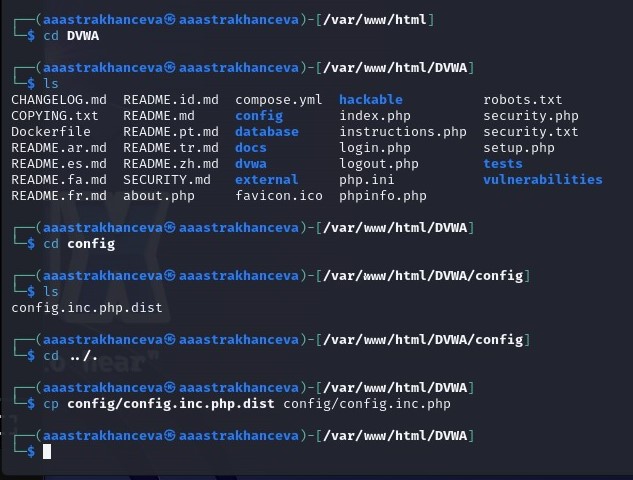 ┌──(aaastrakhanceva㉿aaastrakhanceva)-[/var/www/html]
└─$ cd DVWA
┌──(aaastrakhanceva㉿aaastrakhanceva)-[/var/www/html/DVWA]
└─$ ls
CHANGELOG.md README.id.md compose.yml hackable robots.txt
COPYING.txt README.md config index.php security.php
Dockerfile README.pt.md database instructions.php security.txt
README.ar.md README.tr.md docs login.php setup.php
README.es.md README.zh.md dvwa logout.php tests
README.fa.md SECURITY.md external php.ini vulnerabilities
README.fr.md about.php favicon.ico phpinfo.php
┌──(aaastrakhanceva㉿aaastrakhanceva)-[/var/www/html/DVWA]
└─$ cd config
┌──(aaastrakhanceva㉿aaastrakhanceva)-[/var/www/html/DVWA/config]
└─$ ls
config.inc.php.dist
┌──(aaastrakhanceva㉿aaastrakhanceva)-[/var/www/html/DVWA/config]
└─$ cd ../.
┌──(aaastrakhanceva㉿aaastrakhanceva)-[/var/www/html/DVWA]
└─$ cp config/config.inc.php.dist config/config.inc.php
┌──(aaastrakhanceva㉿aaastrakhanceva)-[/var/www/html/DVWA]
└─$